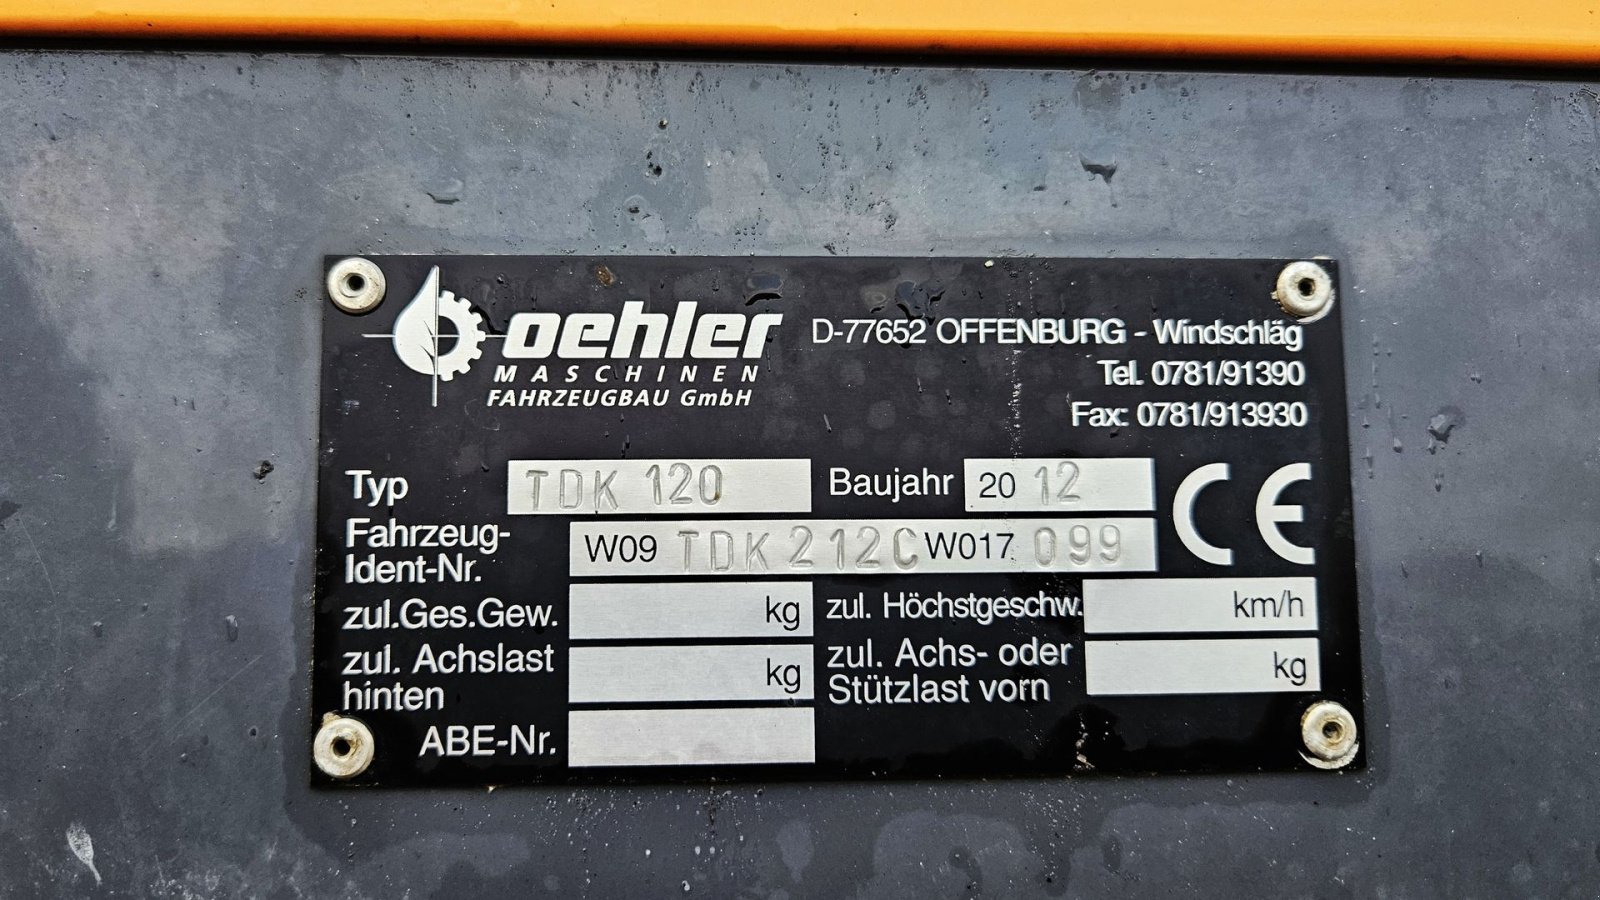 oehler
MASCHINEN
FAHRZEUGBAU GmbH
D-77652 OFFENBURG - Windschläg
Tel. 0781/91390
Fax: 0781/913930
Typ TDK 120 Baujahr 20 12 CE
Fahrzeug-
Ident-Nr. W09 TDK212C W017 099
zul.Ges.Gew. kg zul. Höchstgeschw. km/h
zul. Achslast
hinten kg
zul. Achs- oder
Stützlast vorn kg
ABE-Nr.